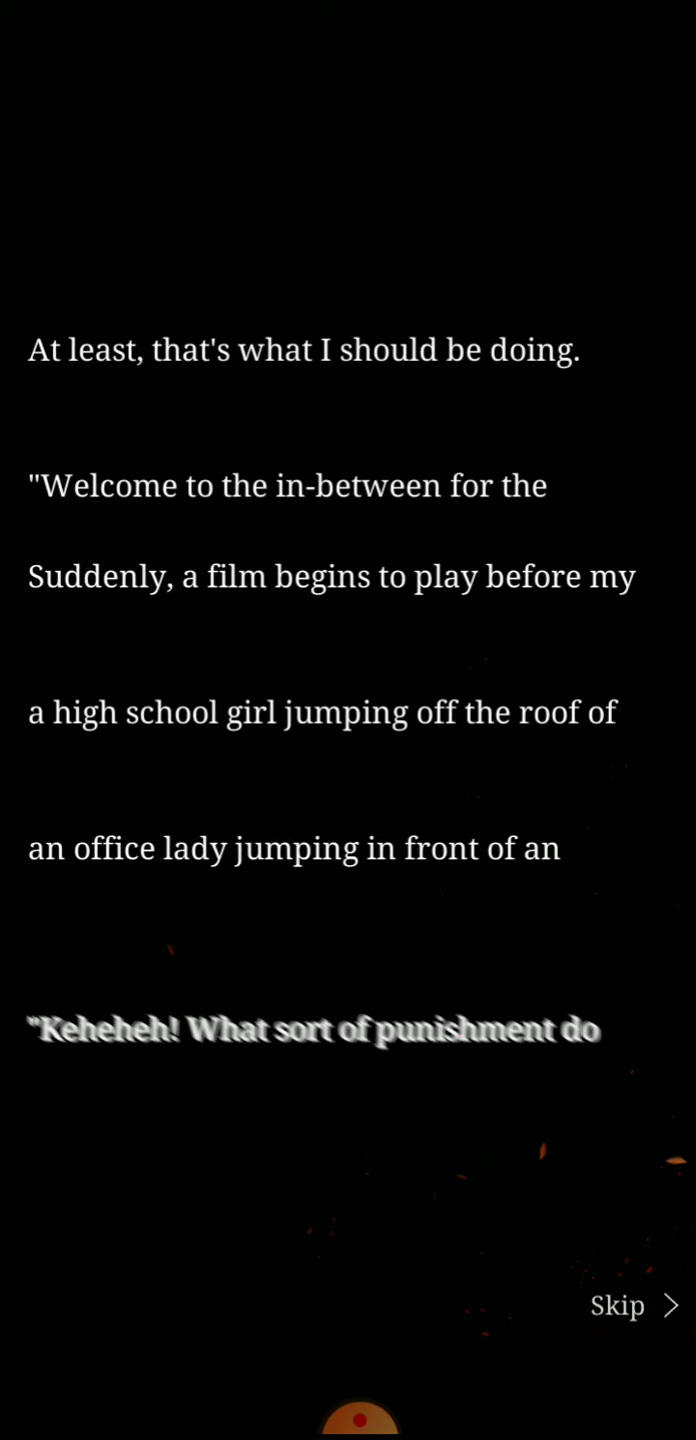 At least, that's what I should be doing.
"Welcome to the in-between for the
Suddenly, a film begins to play before my
a high school girl jumping off the roof of
an office lady jumping in front of an
"Keheheh! What sort of punishment do
Skip